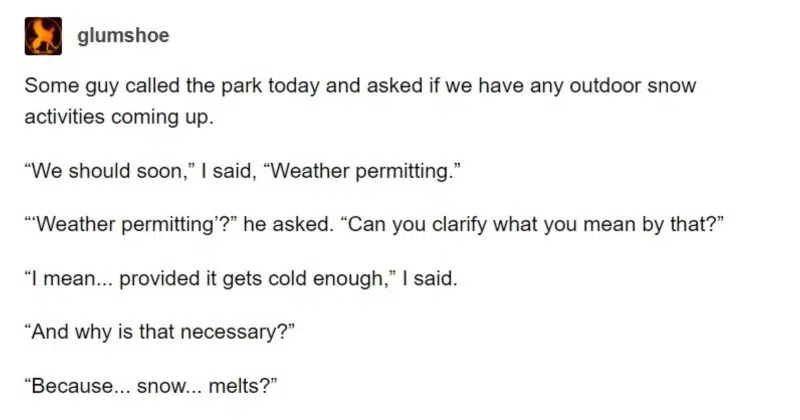 glumshoe
Some guy called the park today and asked if we have any outdoor snow
activities coming up.
“We should soon,” I said, “Weather permitting.”
“‘Weather permitting’?” he asked. “Can you clarify what you mean by that?”
“I mean... provided it gets cold enough,” I said.
“And why is that necessary?”
“Because... snow... melts?”